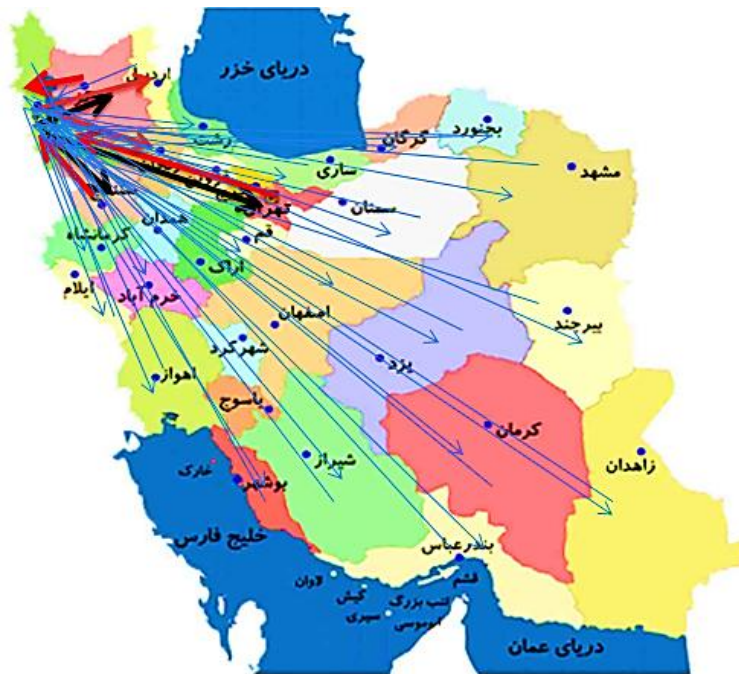 دریای خزر
اردبیل
رشت
گرگان
بجنورد
ساری
مشهد
سمنان
تهران
همدان
قم
کرمانشاه
اراک
ایلام
خرم آباد
اصفهان
بیرجند
شهرکرد
یزد
اهواز
یاسوج
کرمان
شیراز
زاهدان
خارک
بوشهر
خلیج فارس
بندرعباس
قشم
لاوان
کیش
تنب بزرگ
سیری
ابوموسی
دریای عمان